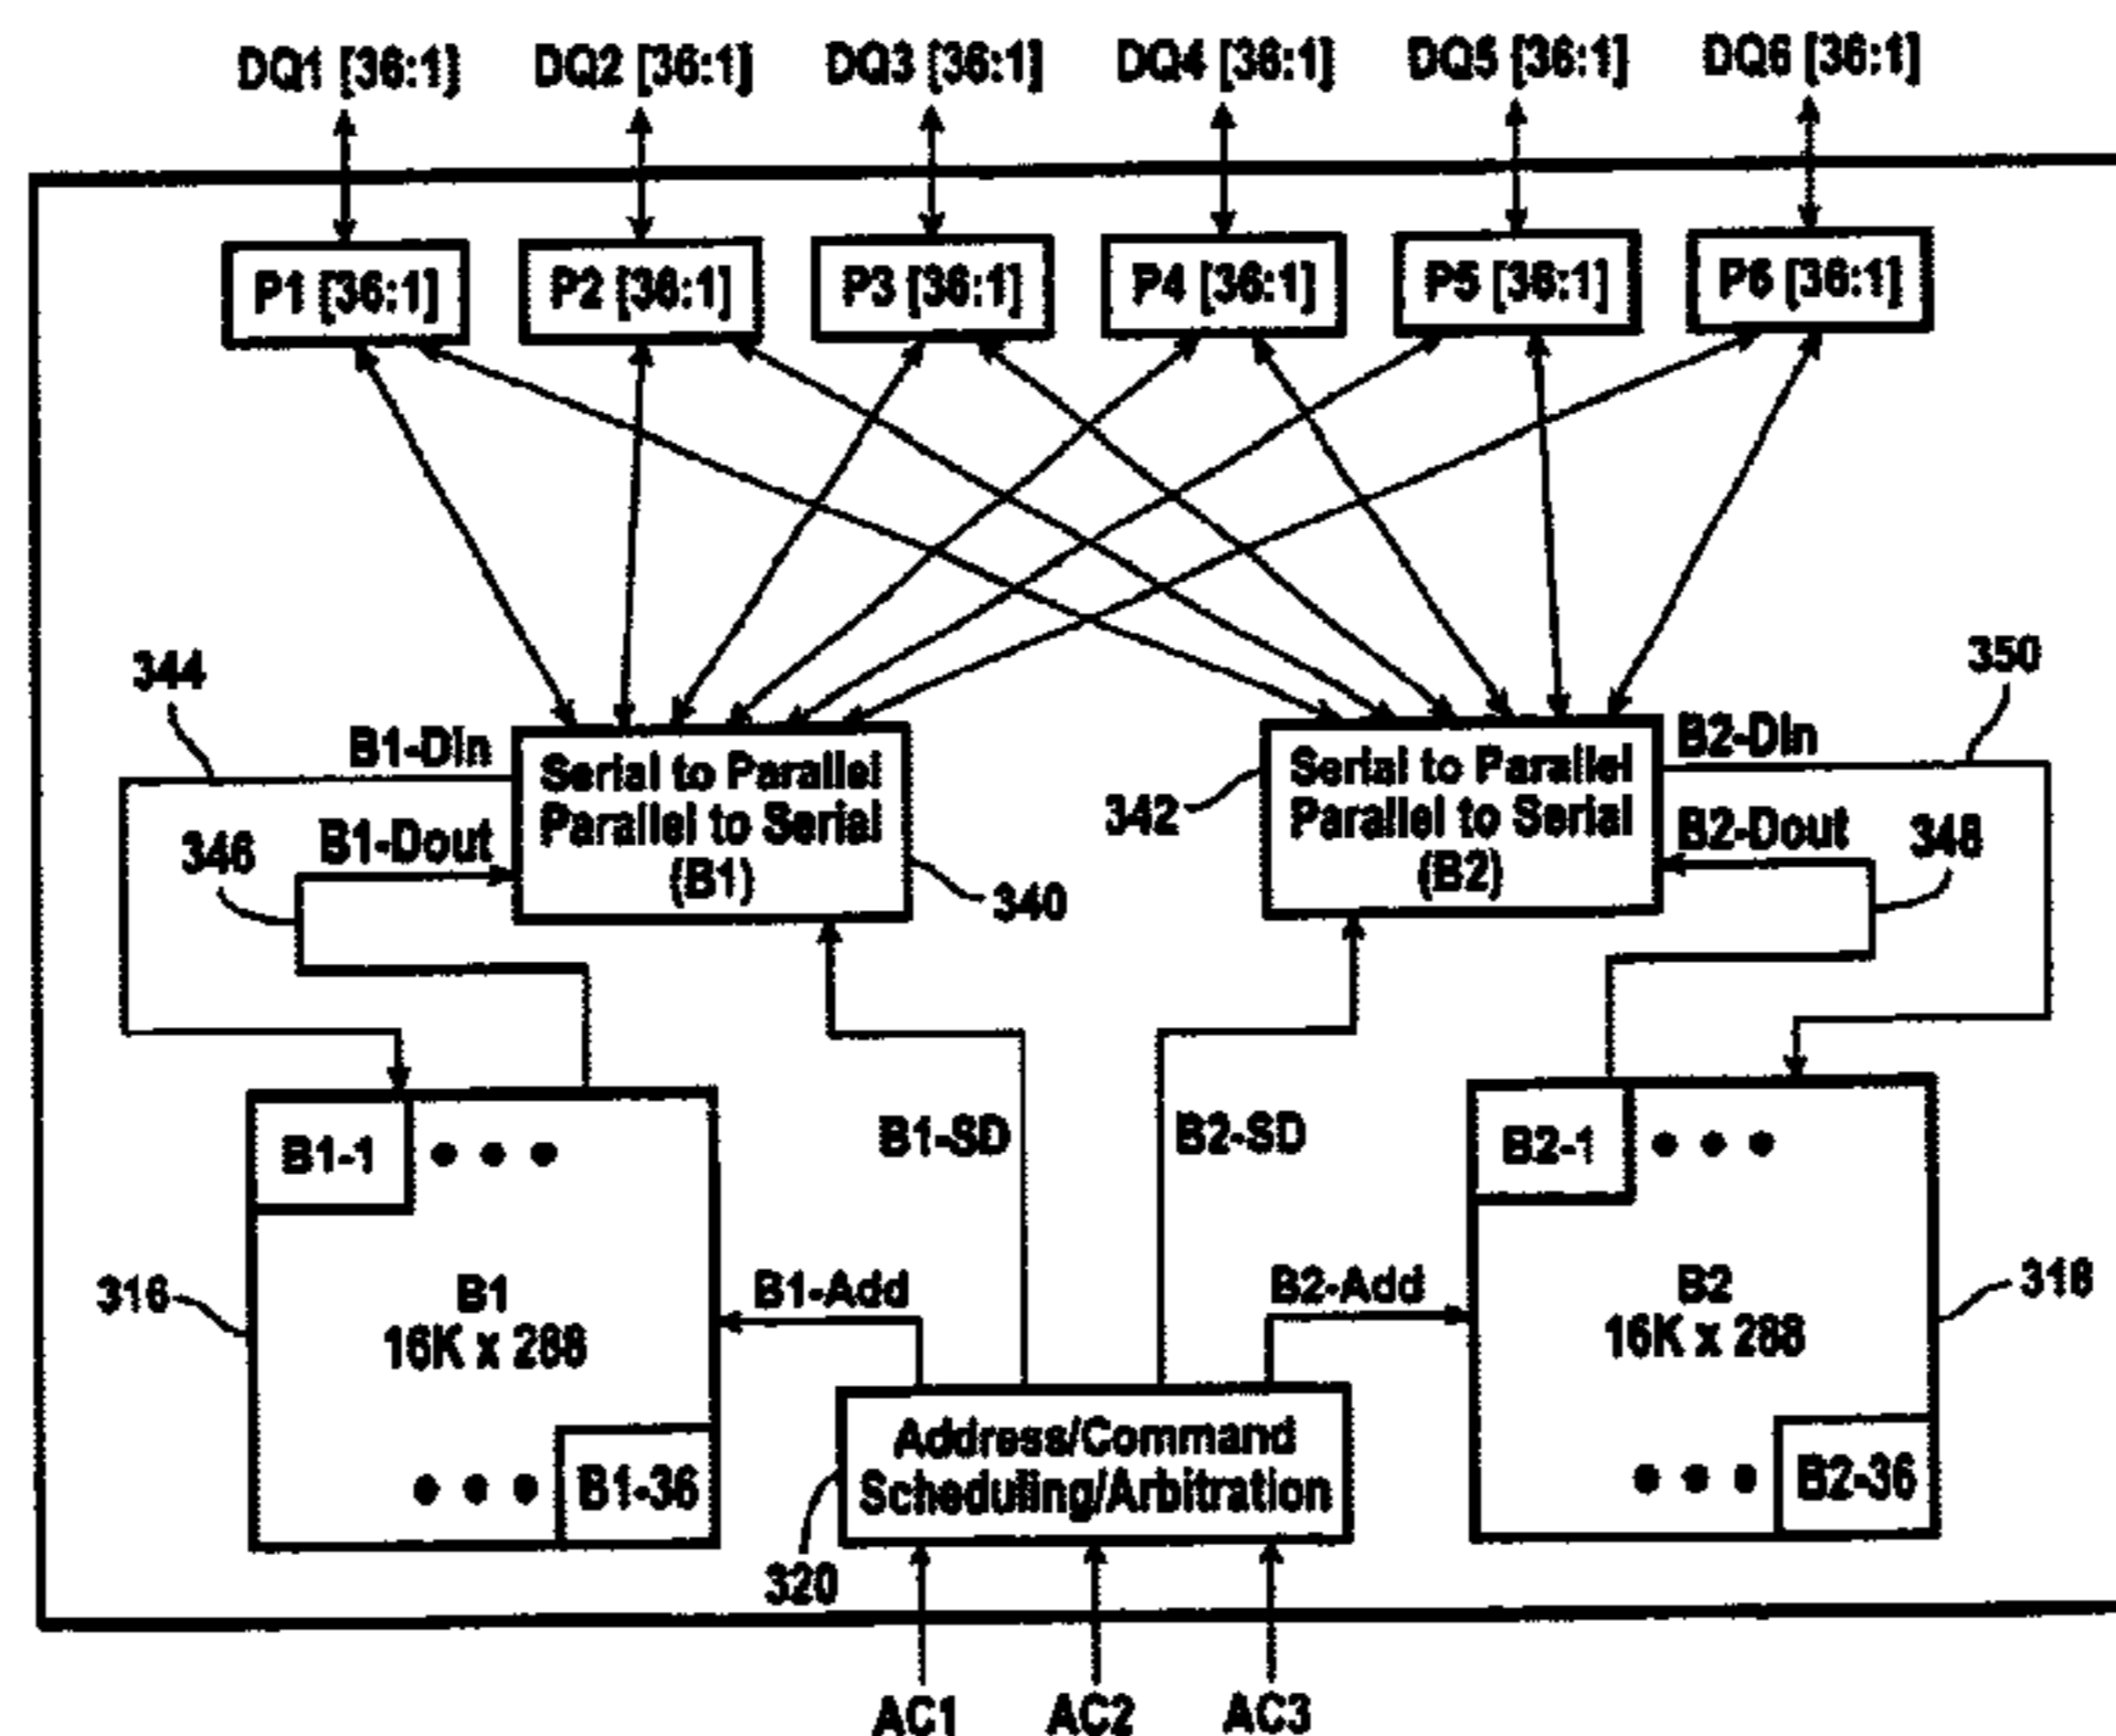 DQ1 [36:1] DQ2 [36:1] DQ3 [36:1] DQ4 [36:1] DQ5 [36:1] DQ6 [36:1]
P1 [36:1] P2 [36:1] P3 [36:1] P4 [36:1] P5 [36:1] P6 [36:1]
344
350
B1-Din
Serial to Parallel
Parallel to Serial
(B1)
B1-Dout
346
340
342
Serial to Parallel
Parallel to Serial
(B2)
B2-Din
B2-Dout
348
B1-1
B1-SD
B2-SD
B2-1
316
B1
16K x 288
B1-Add
B2-Add
B2
16K x 288
318
B1-36
Address/Command
Scheduling/Arbitration
B2-36
320
AC1 AC2 AC3